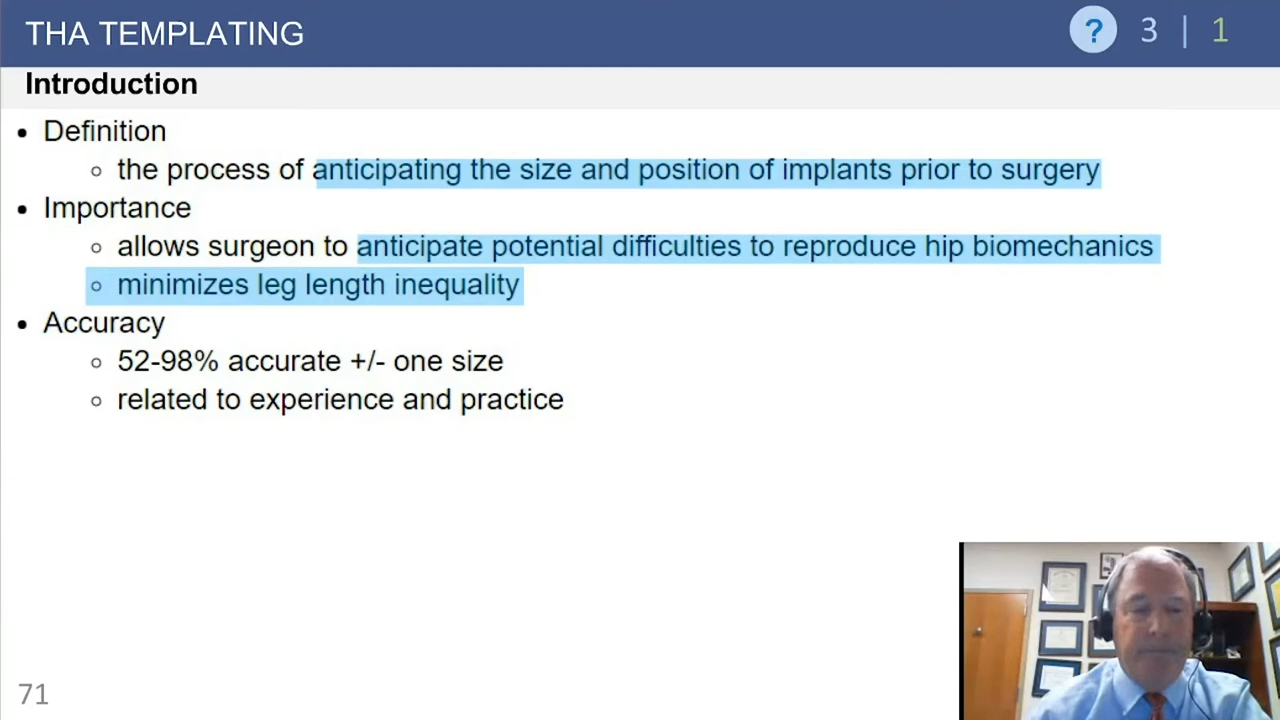 THA TEMPLATING
? 3 | 1
Introduction
• Definition
◦ the process of anticipating the size and position of implants prior to surgery
• Importance
◦ allows surgeon to anticipate potential difficulties to reproduce hip biomechanics
◦ minimizes leg length inequality
• Accuracy
◦ 52-98% accurate +/- one size
◦ related to experience and practice
71